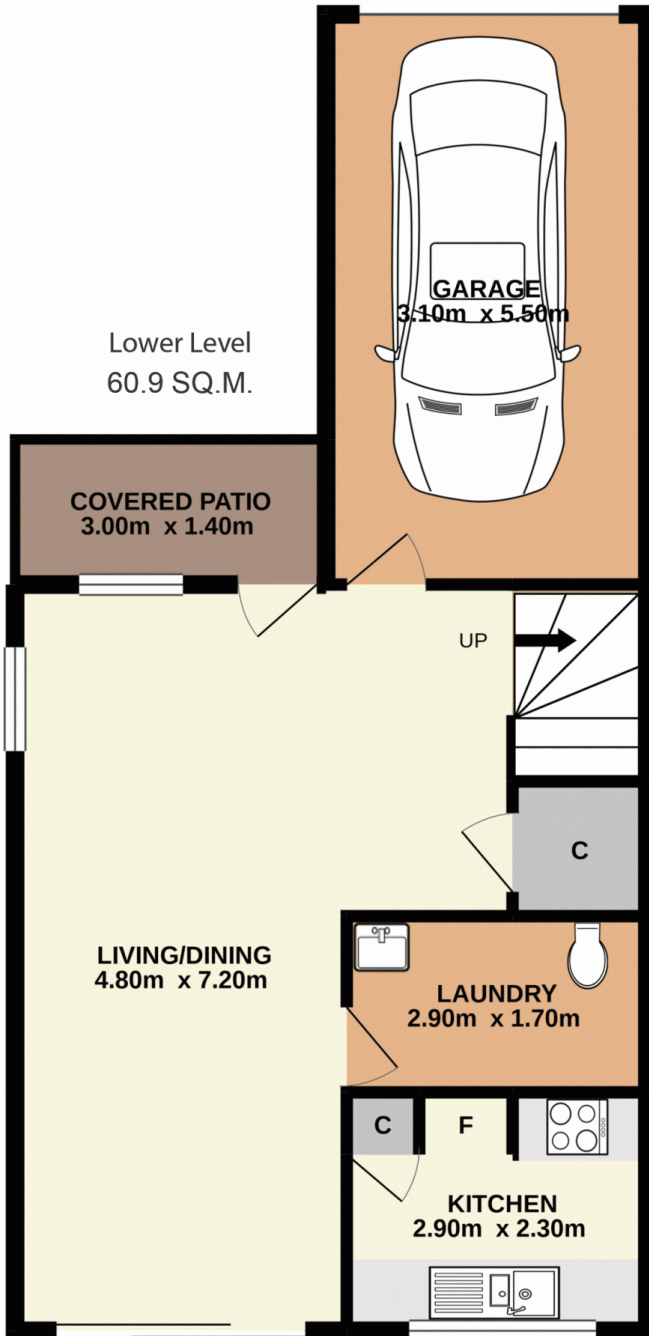 GARAGE
3.10m x 5.50m
Lower Level
60.9 SQ.M.
COVERED PATIO
3.00m x 1.40m
UP
C
LIVING/DINING
4.80m x 7.20m
LAUNDRY
2.90m x 1.70m
C
F
KITCHEN
2.90m x 2.30m